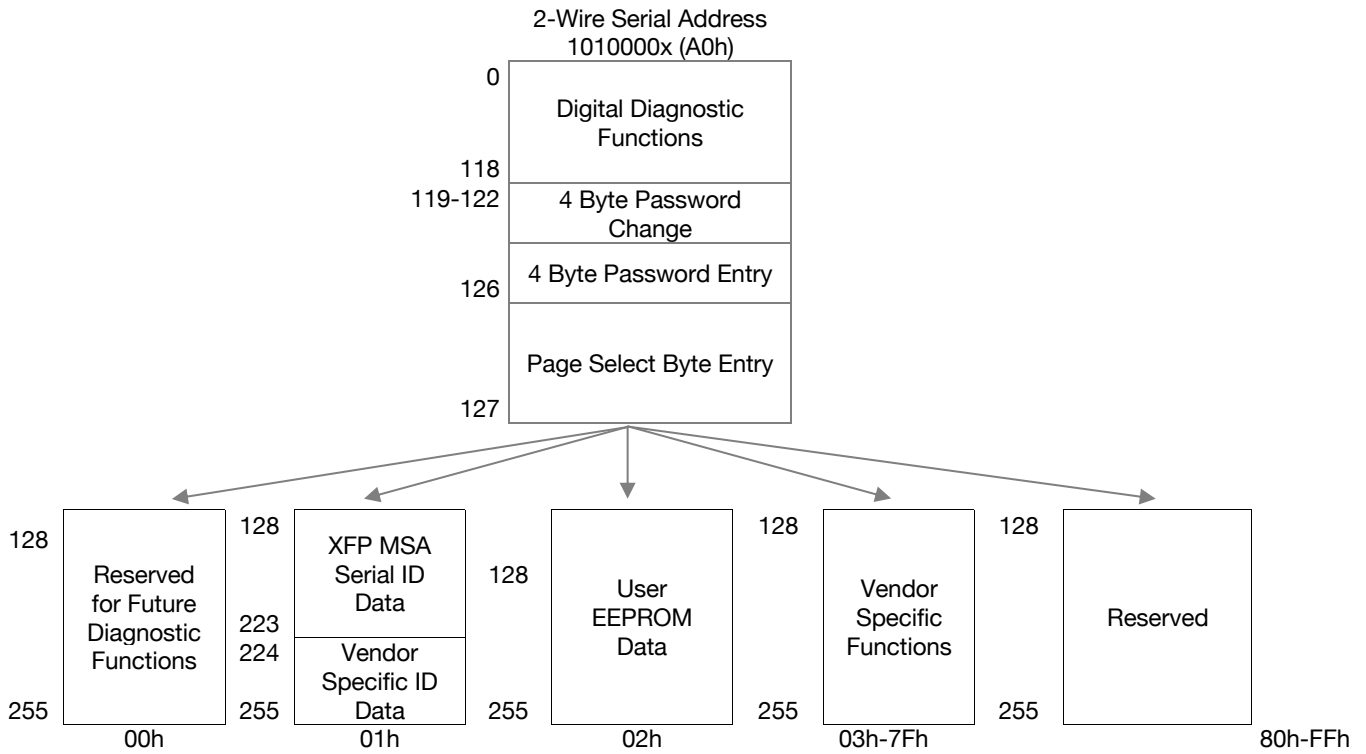 2-Wire Serial Address
1010000x (A0h)
0
Digital Diagnostic
Functions
118
119-122
4 Byte Password
Change
4 Byte Password Entry
126
Page Select Byte Entry
127
128
Reserved
for Future
Diagnostic
Functions
255
00h
128
XFP MSA
Serial ID
Data
223
224
Vendor
Specific ID
Data
255
01h
128
User
EEPROM
Data
255
02h
128
Vendor
Specific
Functions
255
03h-7Fh
128
Reserved
255
80h-FFh